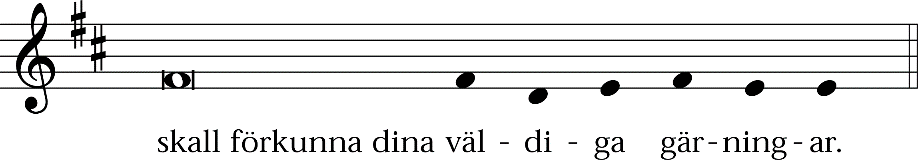 skall förkunna dina väl - di - ga gär - ning - ar.